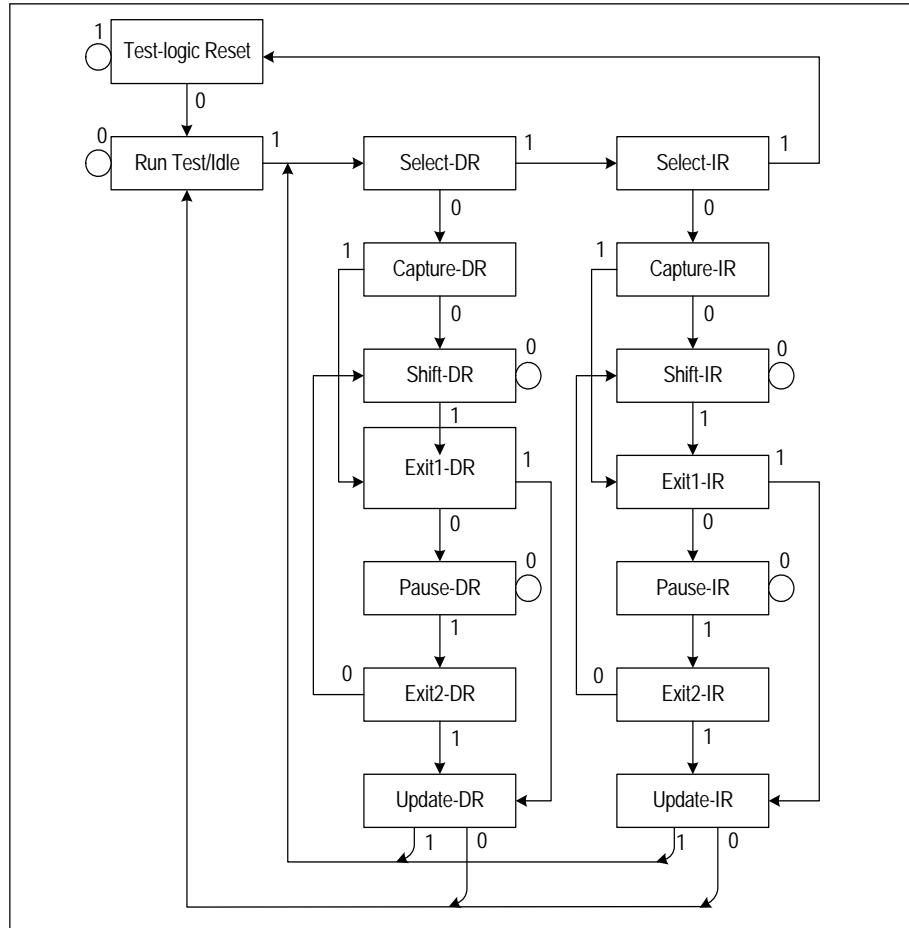 1
Test-logic Reset
0
0
Run Test/Idle
1
Select-DR
1
Select-IR
1
0
0
1
Capture-DR
1
Capture-IR
0
0
Shift-DR
0
Shift-IR
0
1
1
Exit1-DR
1
Exit1-IR
1
0
0
Pause-DR
0
Pause-IR
0
1
1
0
Exit2-DR
0
Exit2-IR
1
1
Update-DR
Update-IR
1
0
1
0